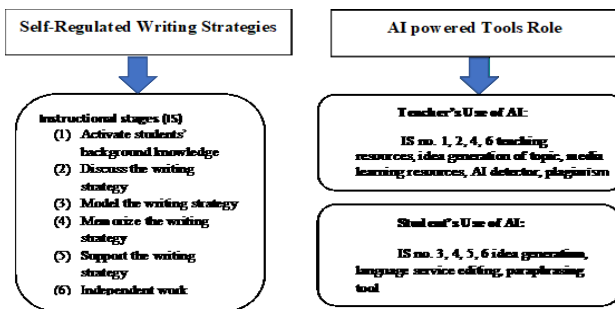 Self-Regulated Writing Strategies
Instructional stages (IS)
(1) Activate students'
background knowledge
(2) Discuss the writing
strategy
(3) Model the writing strategy
(4) Memorize the writing
strategy
(5) Support the writing
strategy
(6) Independent work
AI powered Tools Role
Teacher's Use of AI:
IS no. 1, 2, 4, 6 teaching
resources, idea generation of topic, media
learning resources, AI detector, plagiarism
Student's Use of AI:
IS no. 3, 4, 5, 6 idea generation,
language service editing, paraphrasing
tool